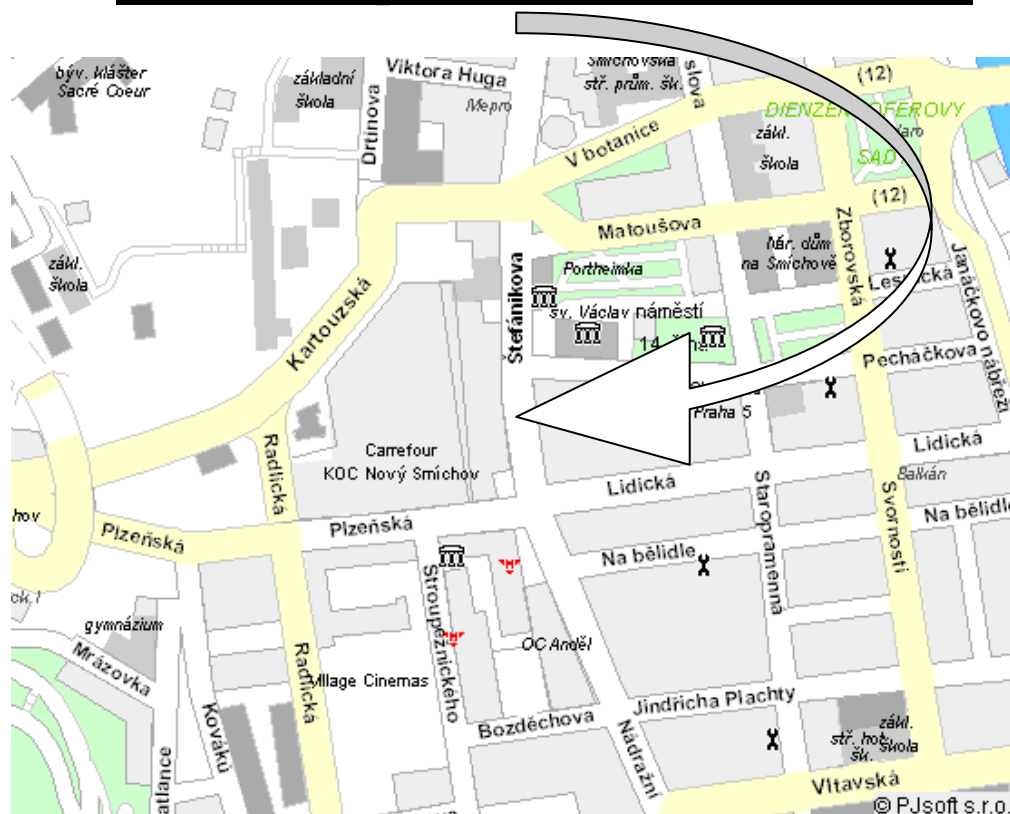 býv. klášter
Sacré Coeur
základní
škola
Drtinova
Viktora Huga
Mepro
Smíchovská
stř. prům. šk.
slova
(12)
DIENZENHOFEROVY
SADY
zákl.
škola
V botanice
(12)
Matoušova
Zborovská
Nár. dům
na Smíchově
Janáčkovo nábřeží
zákl.
škola
Kartouzská
Štefánikova
Portheimka
sv. Václav
náměstí
Pecháčkova
Praha 5
Radlická
Carrefour
KOC Nový Smíchov
Lidická
Lidická
Balkán
Staropramenná
Svornosti
Plzeňská
Plzeňská
Na bělidle
Na bělidle
chov
gymnázium
Mrázovka
Kováků
Radlická
Stroupežnického
OC Anděl
Village Cinemas
Bozděchova
Nádražní
Jindřicha Plachty
zákl.
škola
stř. hot.
šk.
Vltavská
© PJsoft s.r.o.